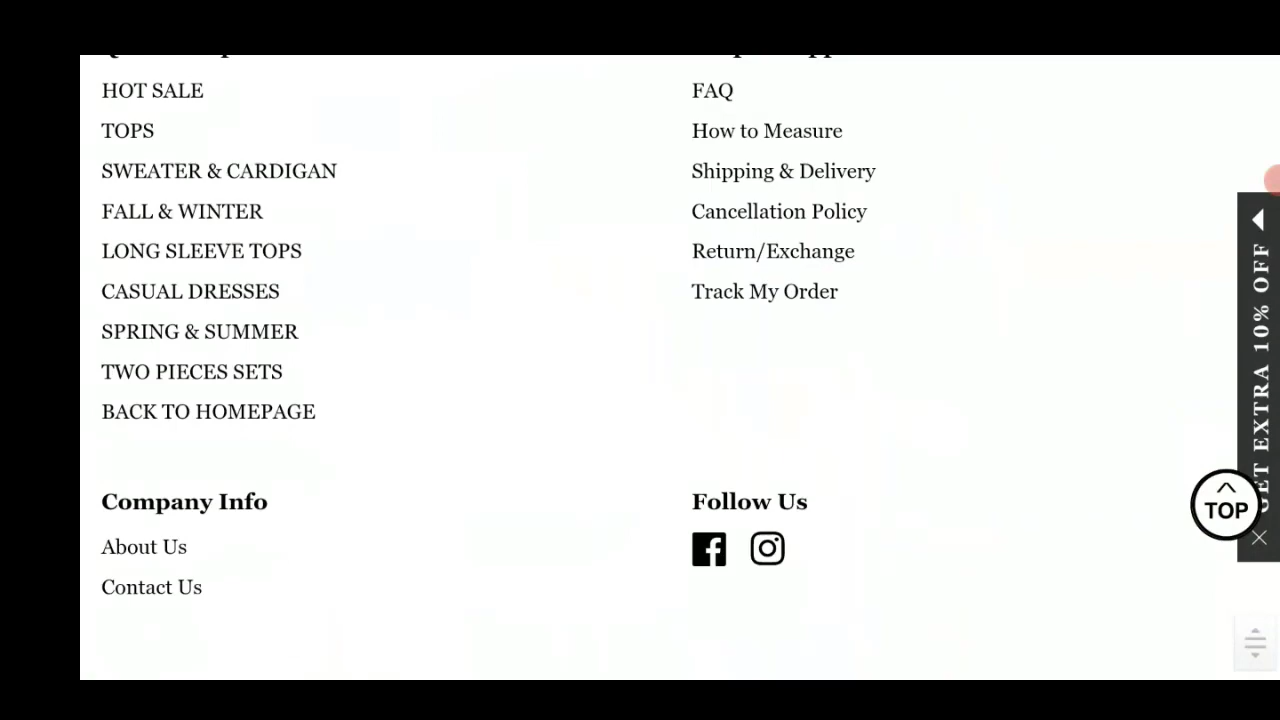 HOT SALE
TOPS
SWEATER & CARDIGAN
FALL & WINTER
LONG SLEEVE TOPS
CASUAL DRESSES
SPRING & SUMMER
TWO PIECES SETS
BACK TO HOMEPAGE
FAQ
How to Measure
Shipping & Delivery
Cancellation Policy
Return/Exchange
Track My Order
Company Info
About Us
Contact Us
Follow Us
GET EXTRA 10% OFF
TOP